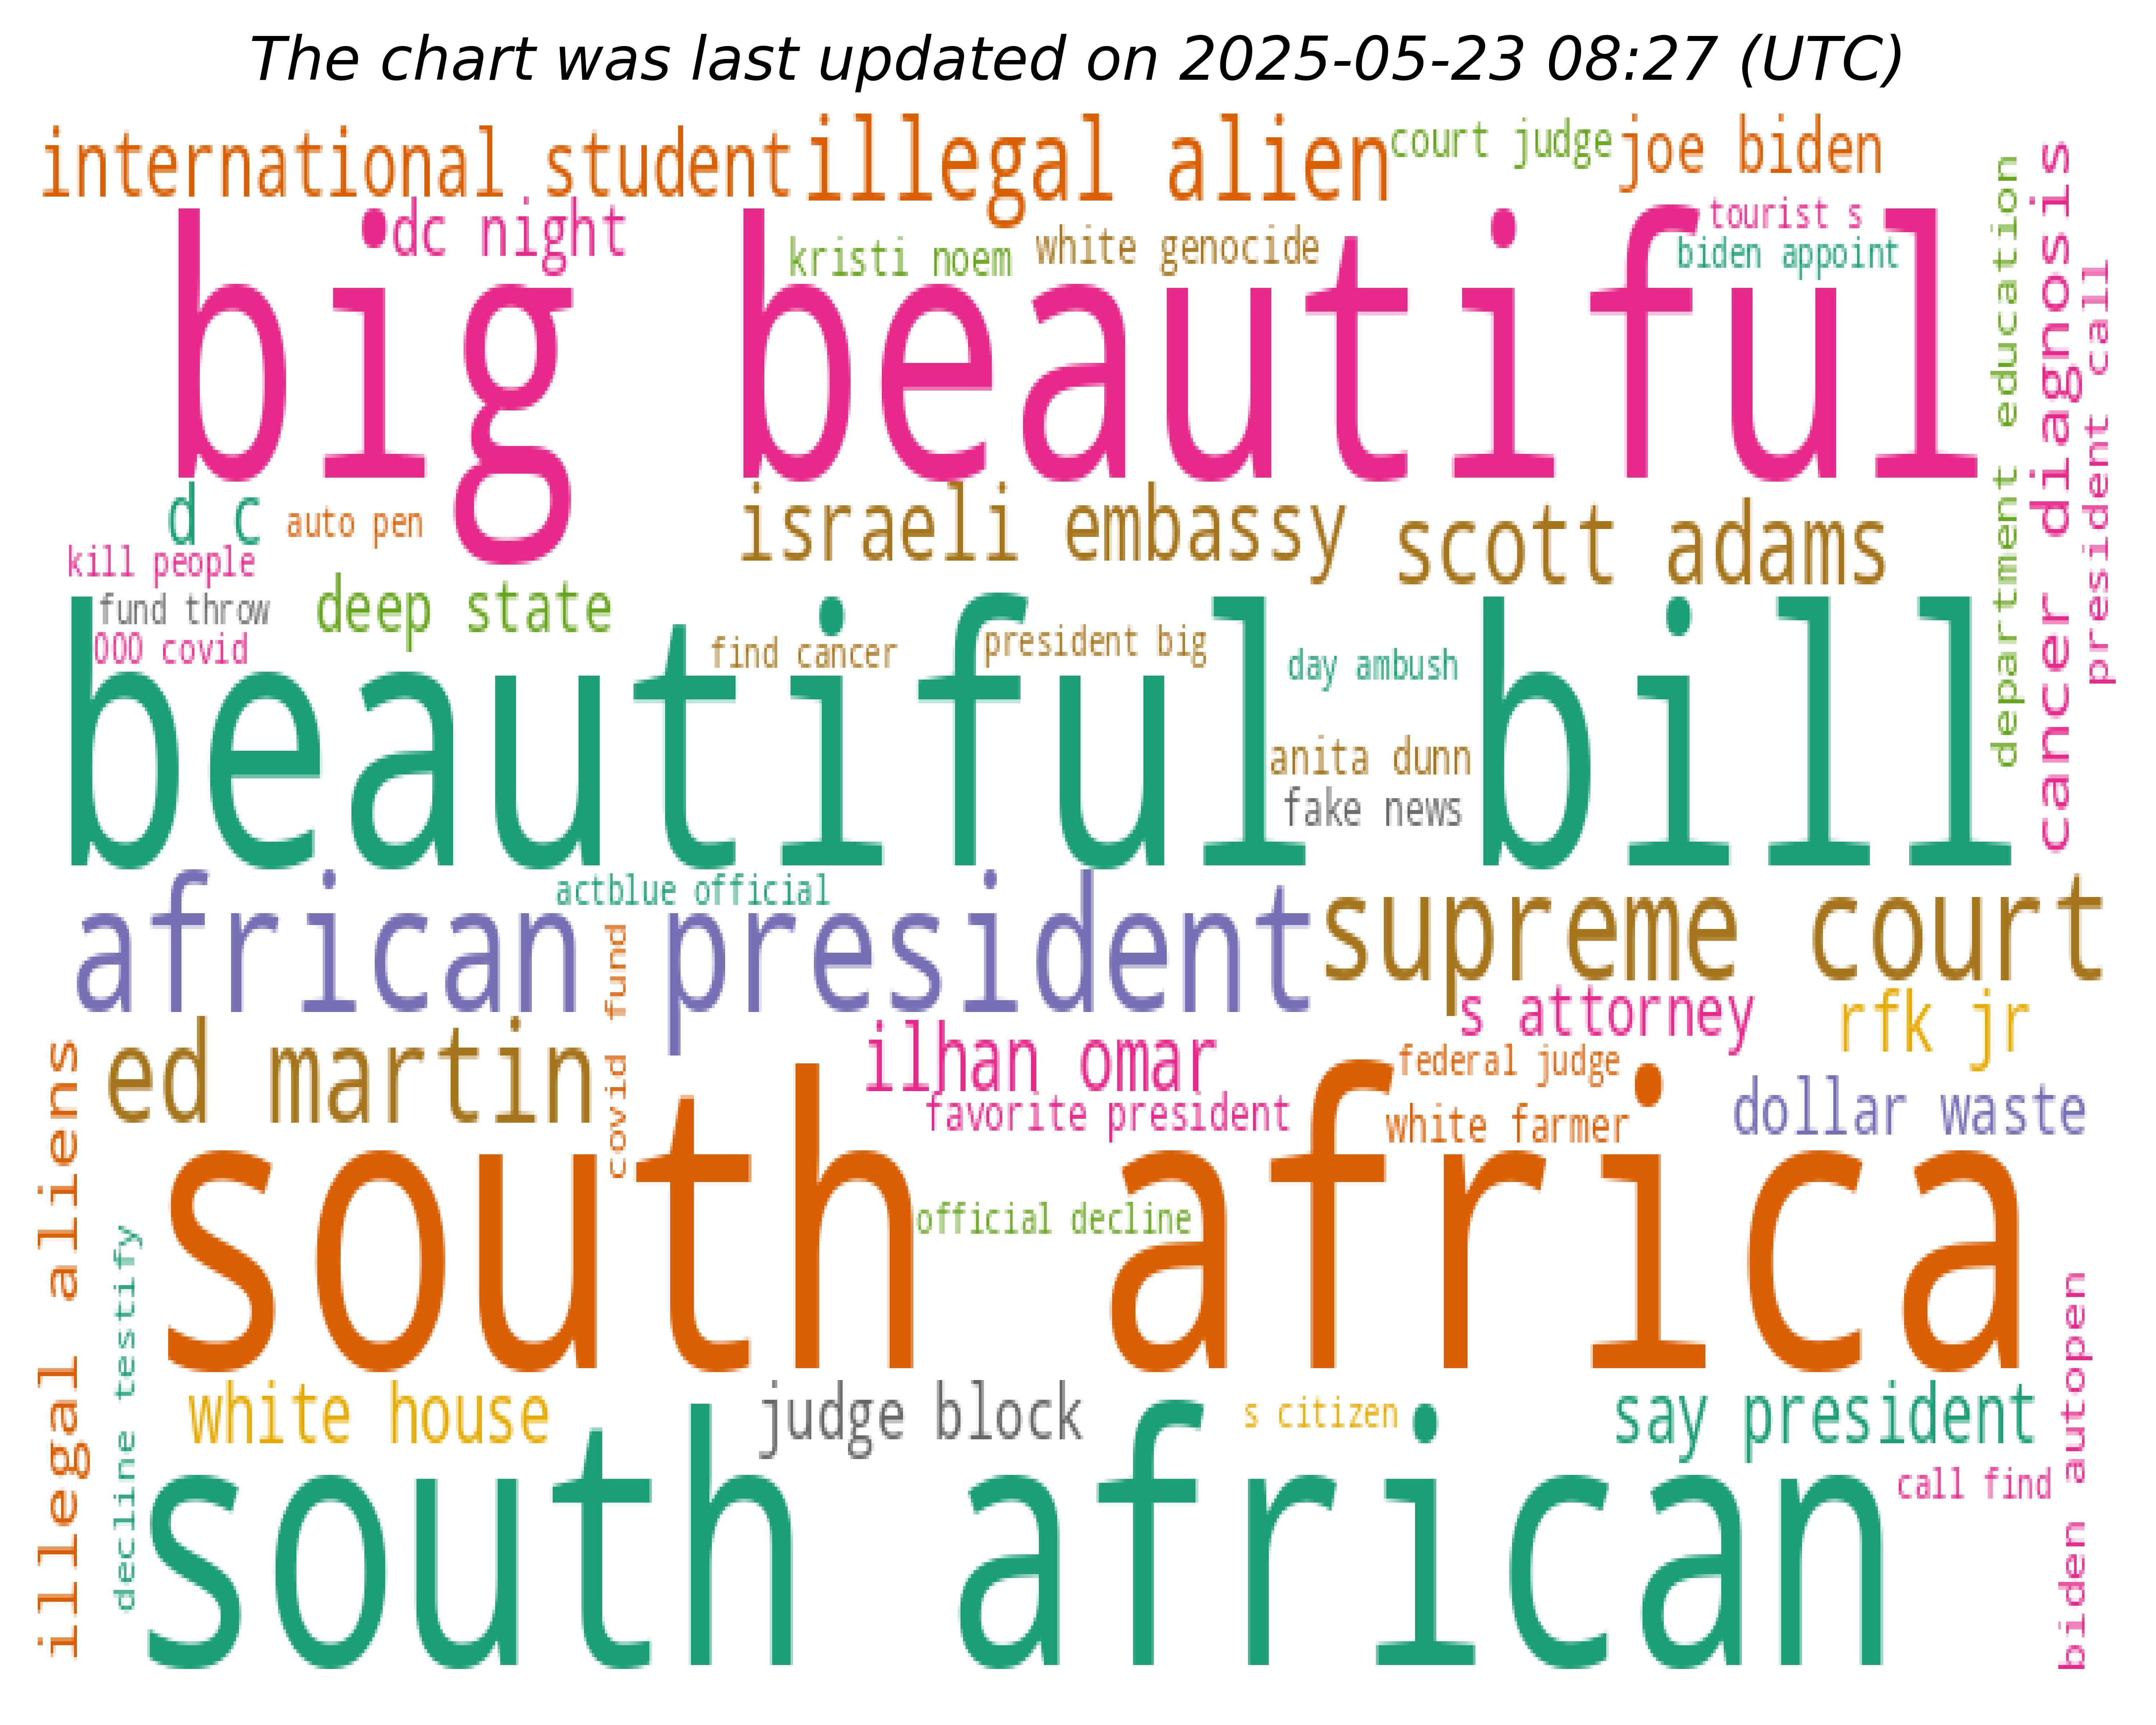 The chart was last updated on 2025-05-23 08:27 (UTC)
international student
illegal alien
court judge
joe biden
dc night
kristi noem
white genocide
tourist s
biden appoint
big beautiful
department education
cancer diagnosis
president call
d c
auto pen
israeli embassy
scott adams
kill people
fund throw
deep state
000 covid
find cancer
president big
day ambush
beautiful bill
anita dunn
fake news
actblue official
african president
supreme court
covid fund
s attorney
rfk jr
ed martin
ilhan omar
federal judge
favorite president
white farmer
dollar waste
south africa
official decline
illegal aliens
decline testify
white house
judge block
s citizen
say president
call find
biden autopen
south african